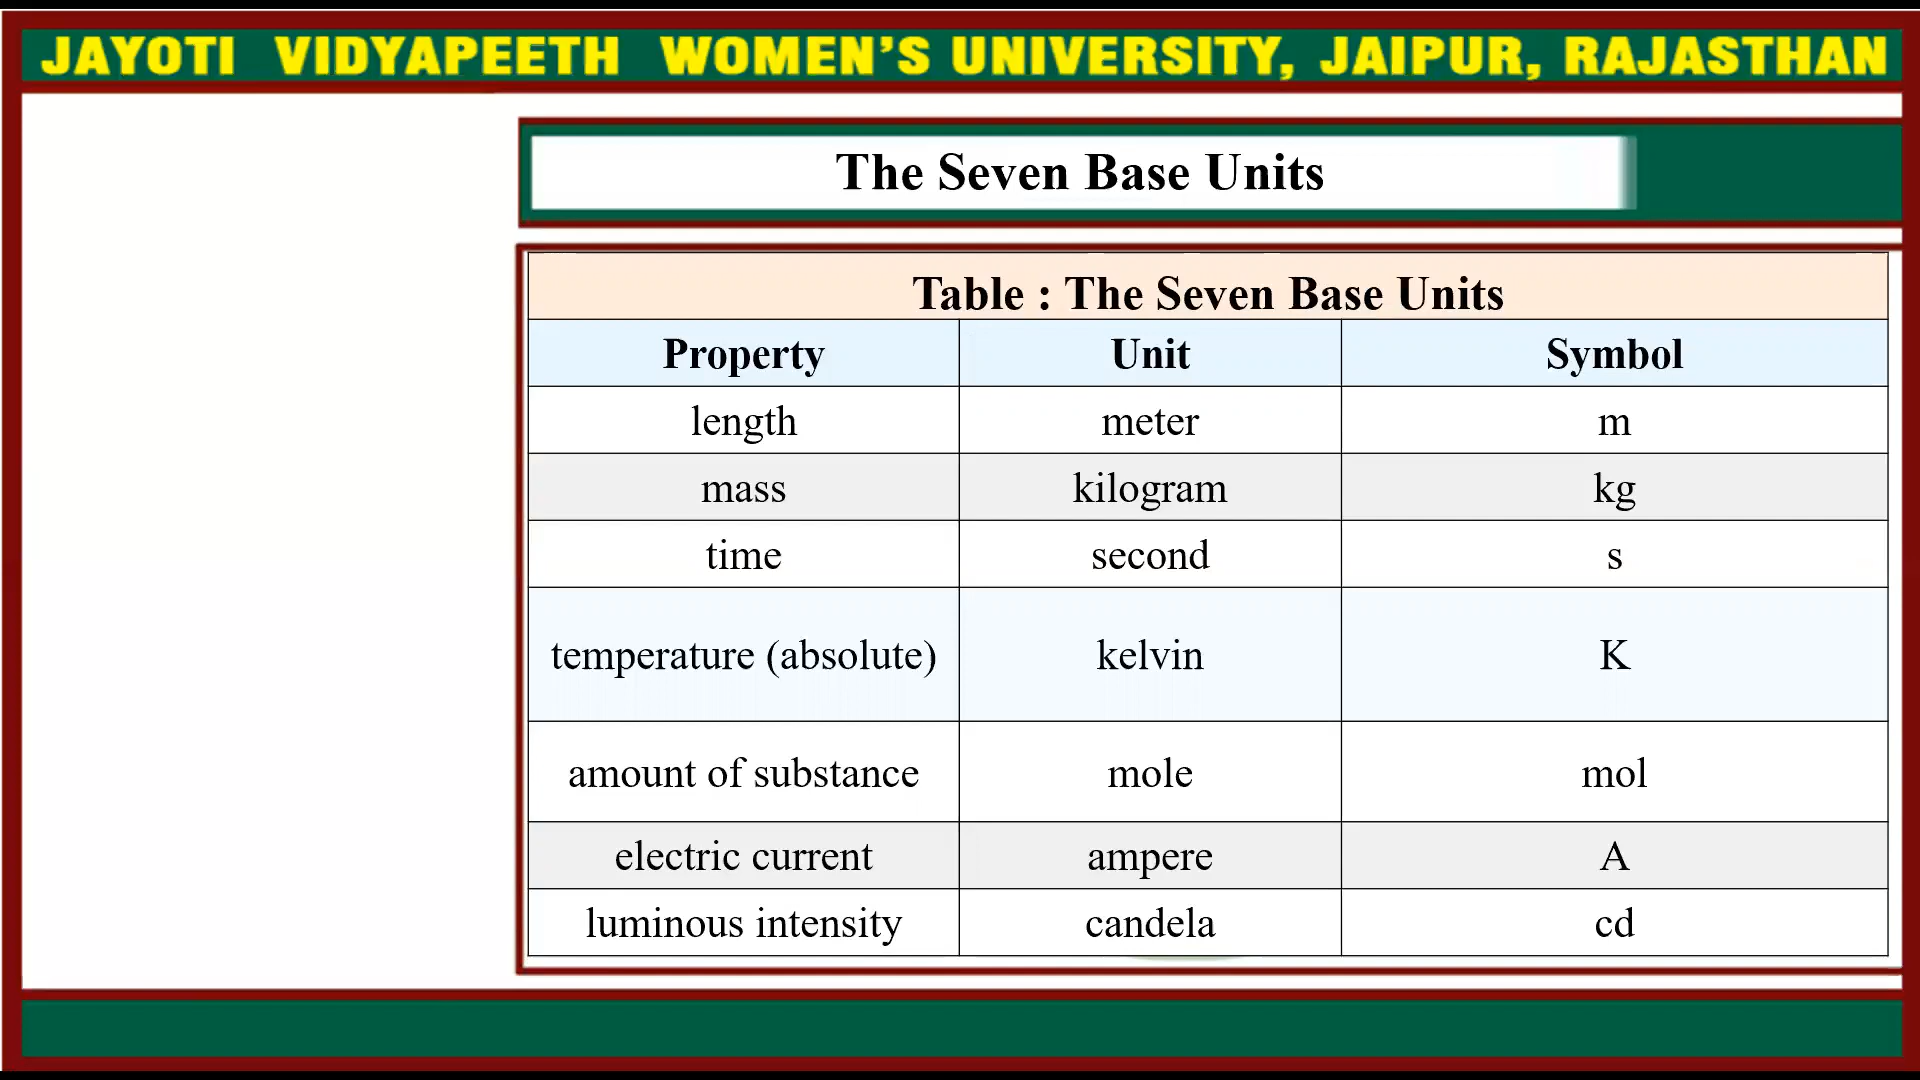 JAYOTI VIDYAPEETH WOMEN'S UNIVERSITY, JAIPUR, RAJASTHAN
The Seven Base Units
Table : The Seven Base Units
Property Unit Symbol
length meter m
mass kilogram kg
time second s
temperature (absolute) kelvin K
amount of substance mole mol
electric current ampere A
luminous intensity candela cd